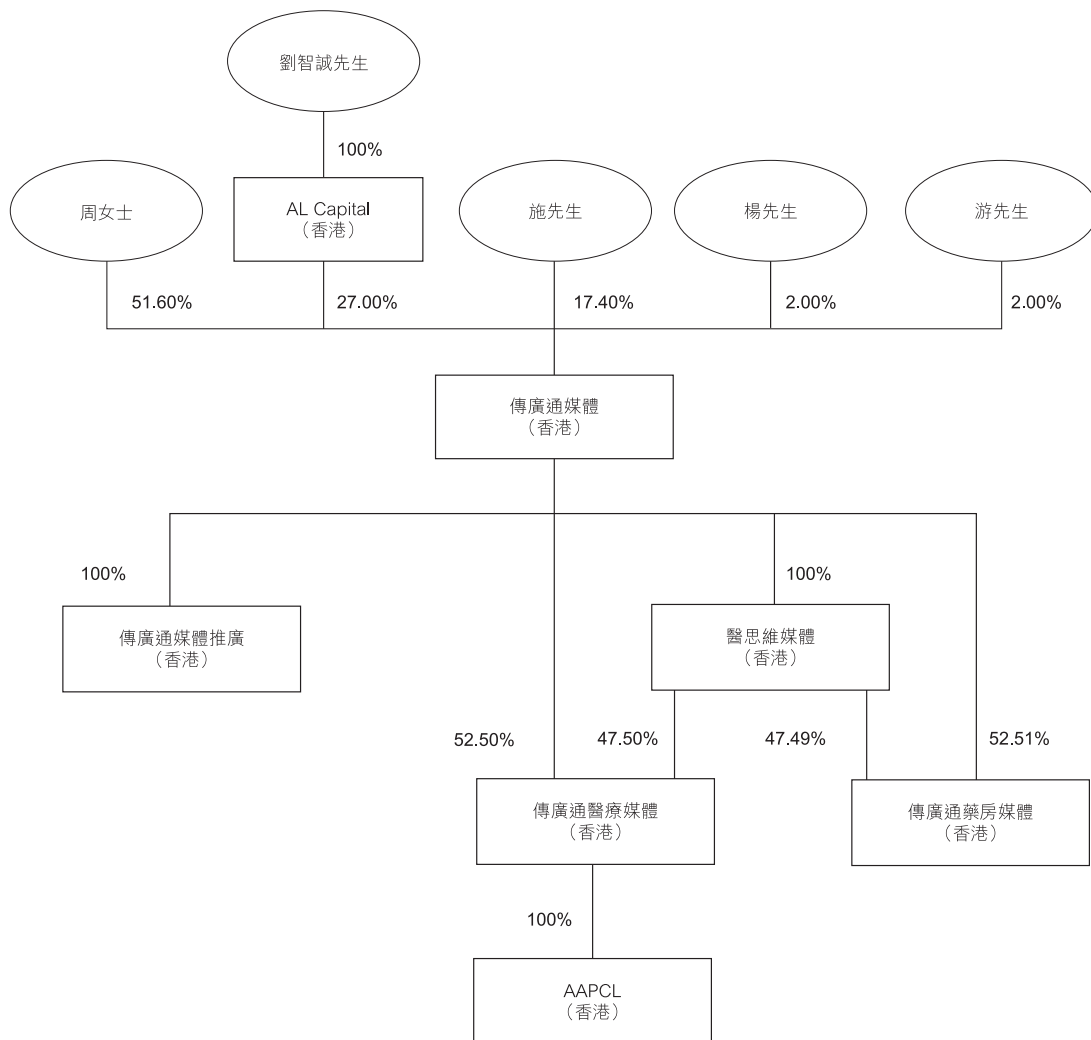 劉智誠先生
100%
周女士
AL Capital
（香港）
施先生
楊先生
游先生
51.60%
27.00%
17.40%
2.00%
2.00%
傳廣通媒體
（香港）
100%
100%
傳廣通媒體推廣
（香港）
醫思維媒體
（香港）
52.50%
47.50%
47.49%
52.51%
傳廣通醫療媒體
（香港）
傳廣通藥房媒體
（香港）
100%
AAPCL
（香港）